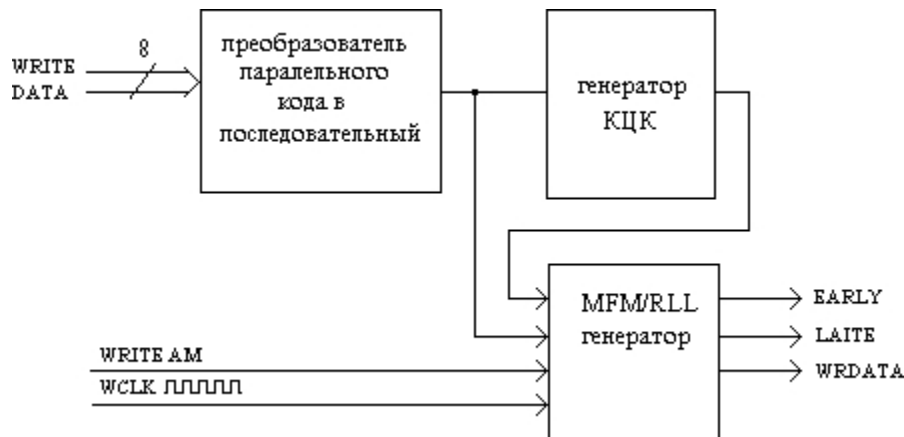 WRITE
DATA
8
преобразователь
паралельного
кода в
последовательный
генератор
КЦК
MFM/RLL
генератор
WRITE AM
WCLK
EARLY
LAITE
WRDATA